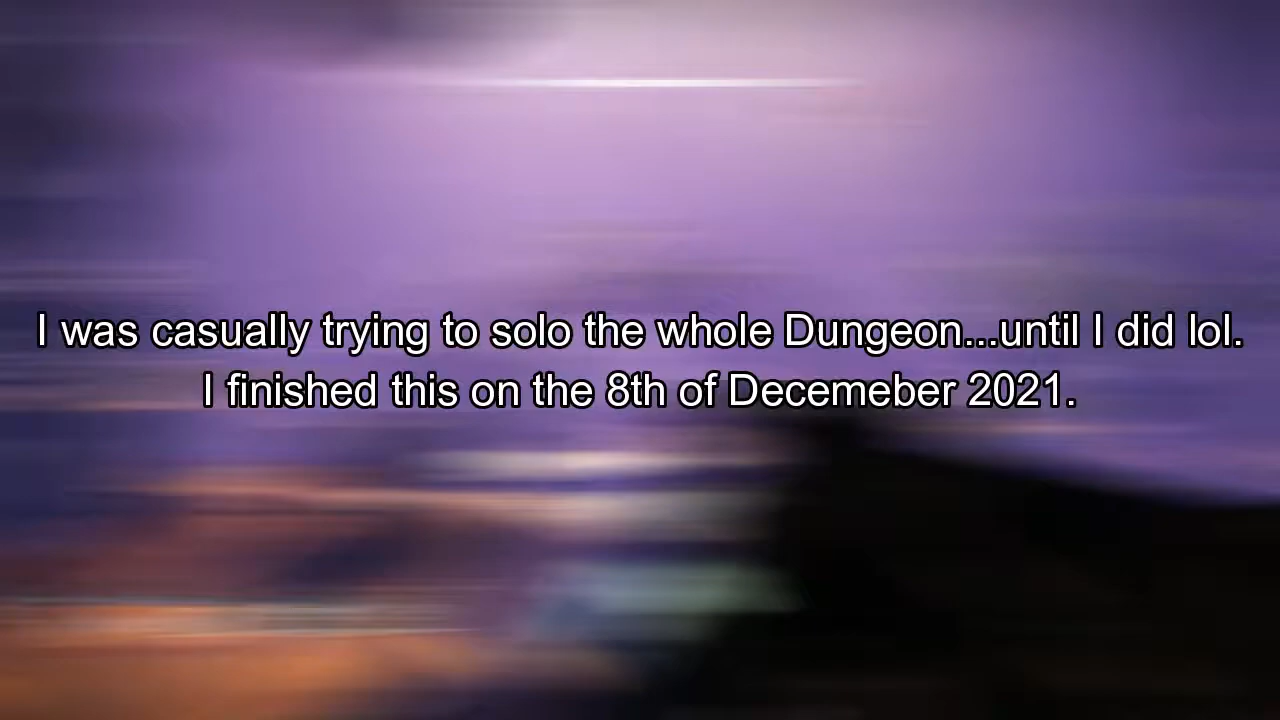 I was casually trying to solo the whole Dungeon...until I did lol.
I finished this on the 8th of Decemeber 2021.